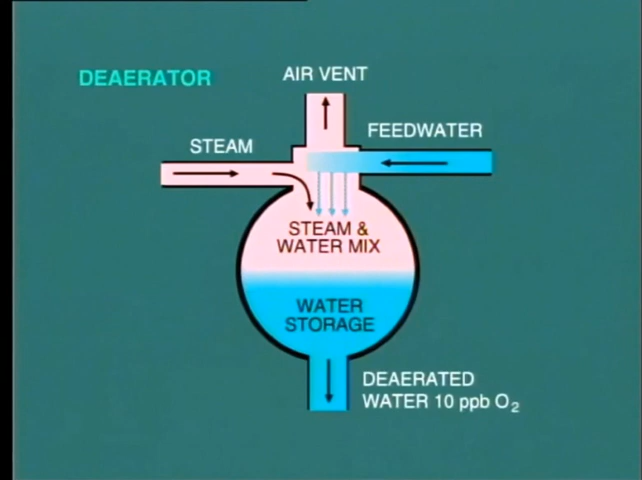 DEAERATOR
AIR VENT
STEAM
FEEDWATER
STEAM &
WATER MIX
WATER
STORAGE
DEAERATED
WATER 10 ppb O₂